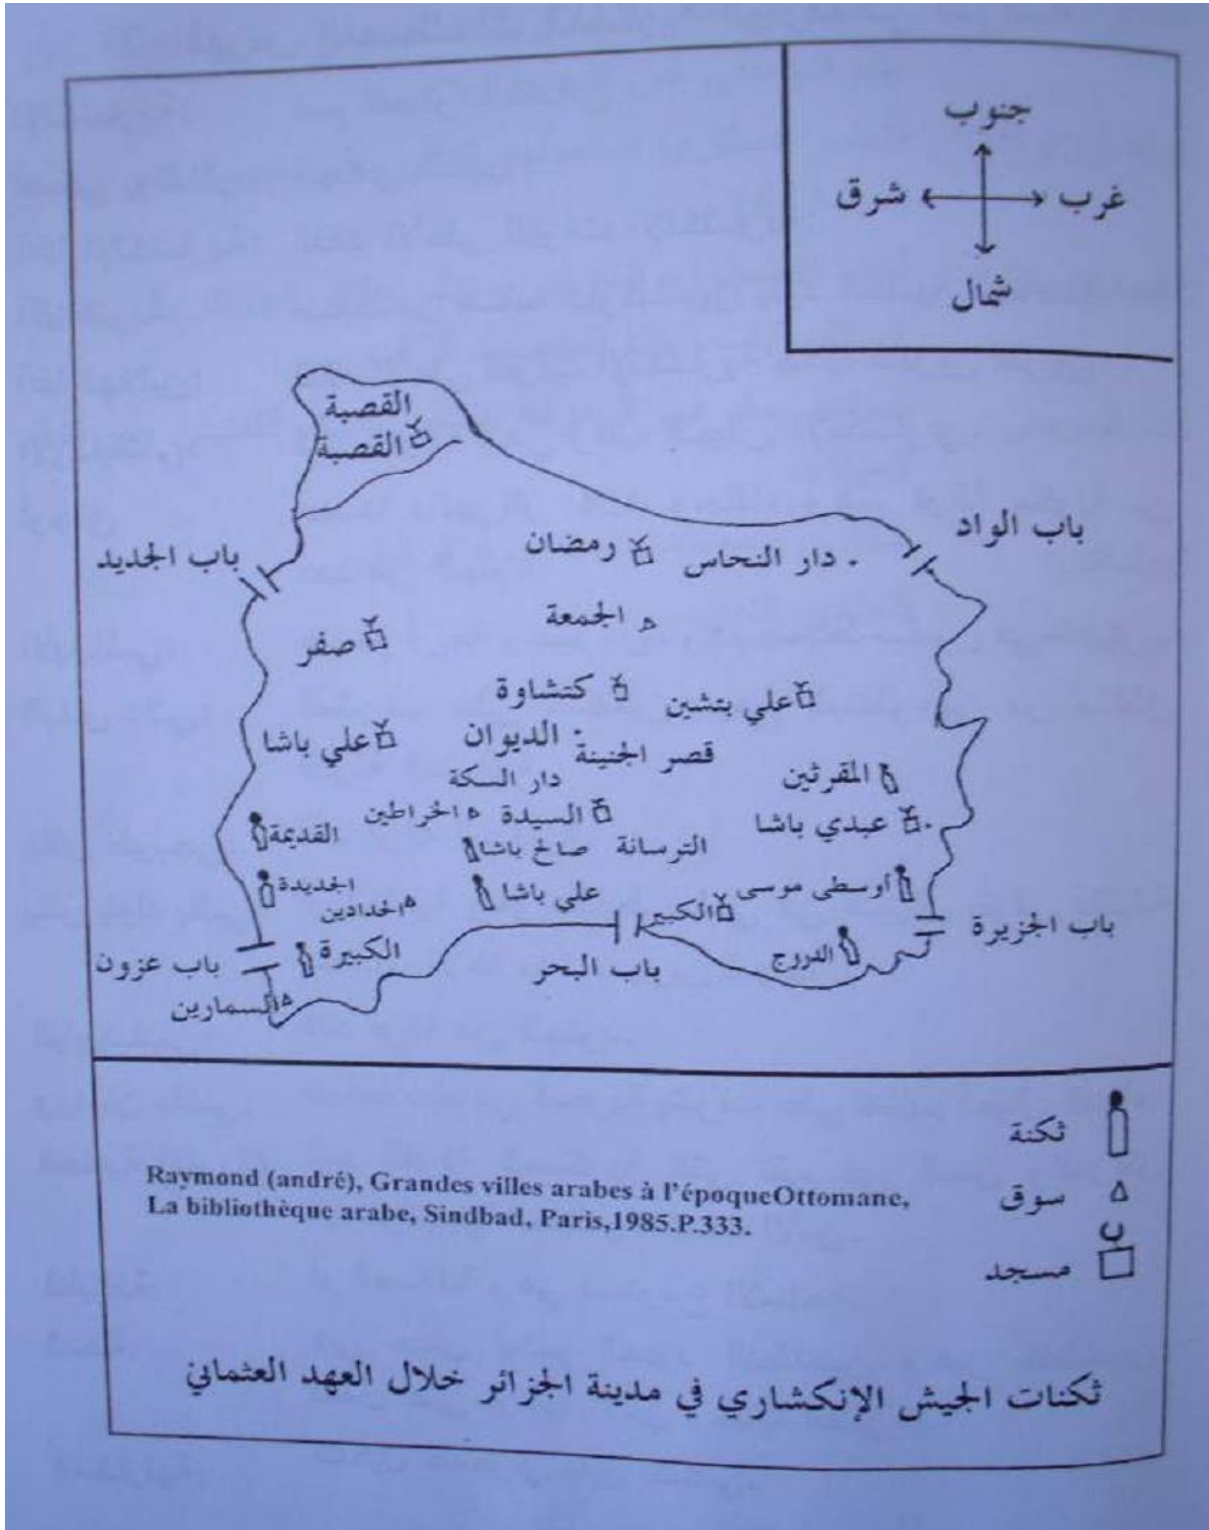 جنوب
غرب
شرق
شمال
القصبة
القصبة
باب الواد
رمضان
دار النحاس
باب الجديد
الجمعة
صفر
كتشاوة
علي بتشين
علي باشا
الديوان
قصر الجنينة
المقرئين
دار السكة
السيدة
الخراطين
عبدي باشا
القديمة
الترسانة
صالح باشا
الجديدة
علي باشا
أوسطى موسى
الحدادين
الكبير
باب الجزيرة
الكبيرة
باب عزون
باب البحر
الدروج
السمارين
ثكنة
سوق
مسجد
Raymond (andré), Grandes villes arabes à l'époqueOttomane,
La bibliothèque arabe, Sindbad, Paris,1985.P.333.
ثكنات الجيش الإنكشاري في مدينة الجزائر خلال العهد العثماني